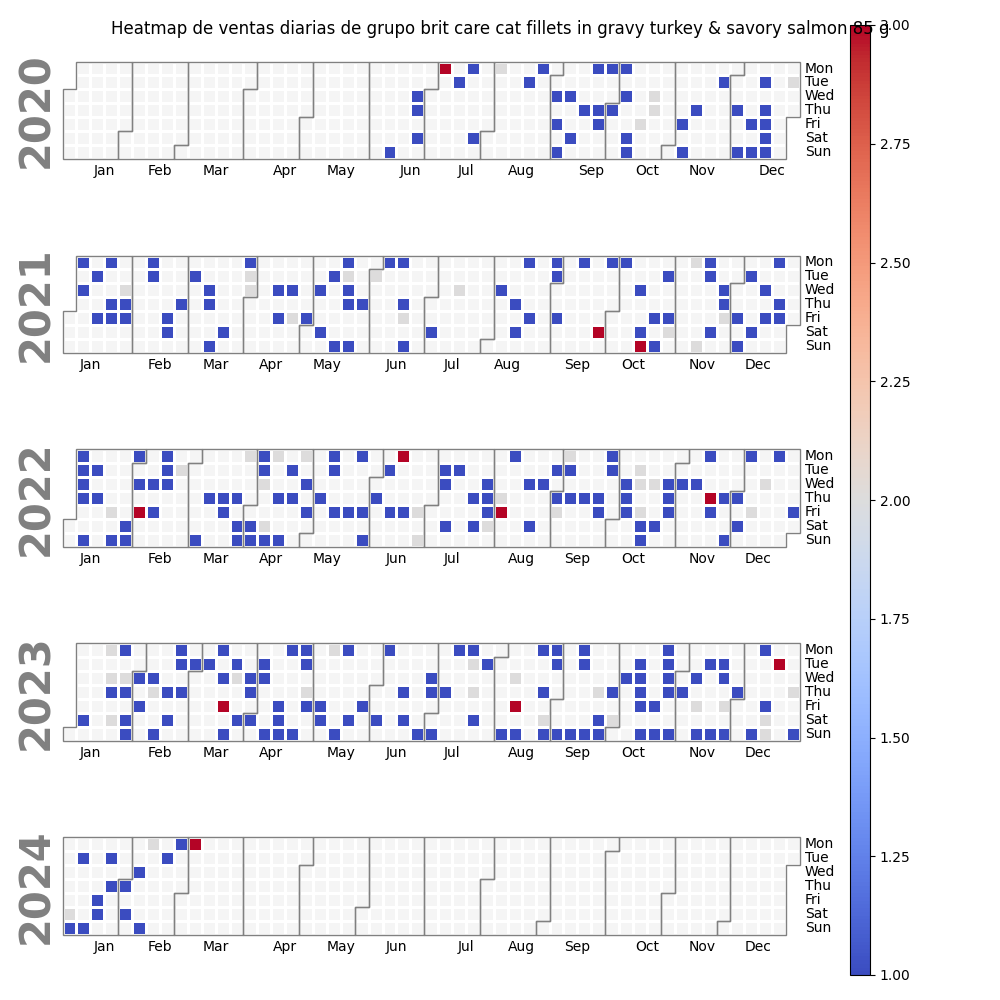 Heatmap de ventas diarias de grupo brit care cat fillets in gravy turkey & savory salmon 85 g
2020
Mon
Tue
Wed
Thu
Fri
Sat
Sun
Jan Feb Mar Apr May Jun Jul Aug Sep Oct Nov Dec
2021
Mon
Tue
Wed
Thu
Fri
Sat
Sun
Jan Feb Mar Apr May Jun Jul Aug Sep Oct Nov Dec
2022
Mon
Tue
Wed
Thu
Fri
Sat
Sun
Jan Feb Mar Apr May Jun Jul Aug Sep Oct Nov Dec
2023
Mon
Tue
Wed
Thu
Fri
Sat
Sun
Jan Feb Mar Apr May Jun Jul Aug Sep Oct Nov Dec
2024
Mon
Tue
Wed
Thu
Fri
Sat
Sun
Jan Feb Mar Apr May Jun Jul Aug Sep Oct Nov Dec
3.00
2.75
2.50
2.25
2.00
1.75
1.50
1.25
1.00